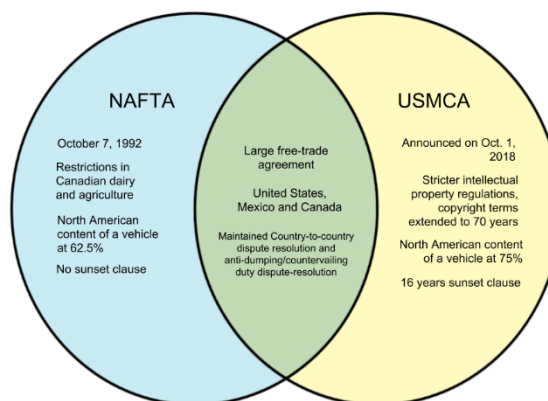 NAFTA
October 7, 1992
Restrictions in
Canadian dairy
and agriculture
North American
content of a vehicle
at 62.5%
No sunset clause
Large free-trade
agreement
United States,
Mexico and Canada
Maintained Country-to-country
dispute resolution and
anti-dumping/countervailing
duty dispute-resolution
USMCA
Announced on Oct. 1,
2018
Stricter intellectual
property regulations,
copyright terms
extended to 70 years
North American content
of a vehicle at 75%
16 years sunset clause